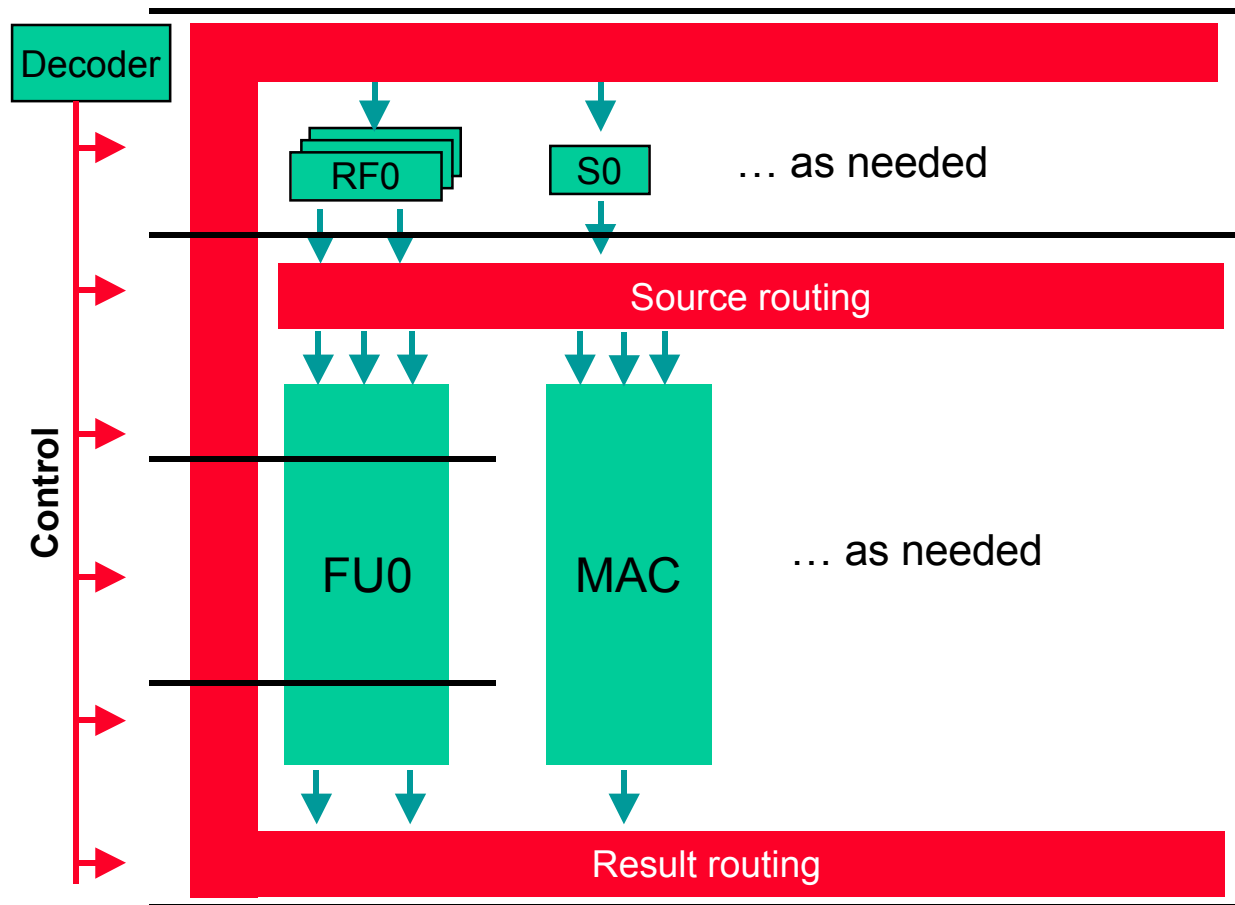 Decoder
RF0
S0
… as needed
Source routing
Control
FU0
MAC
… as needed
Result routing